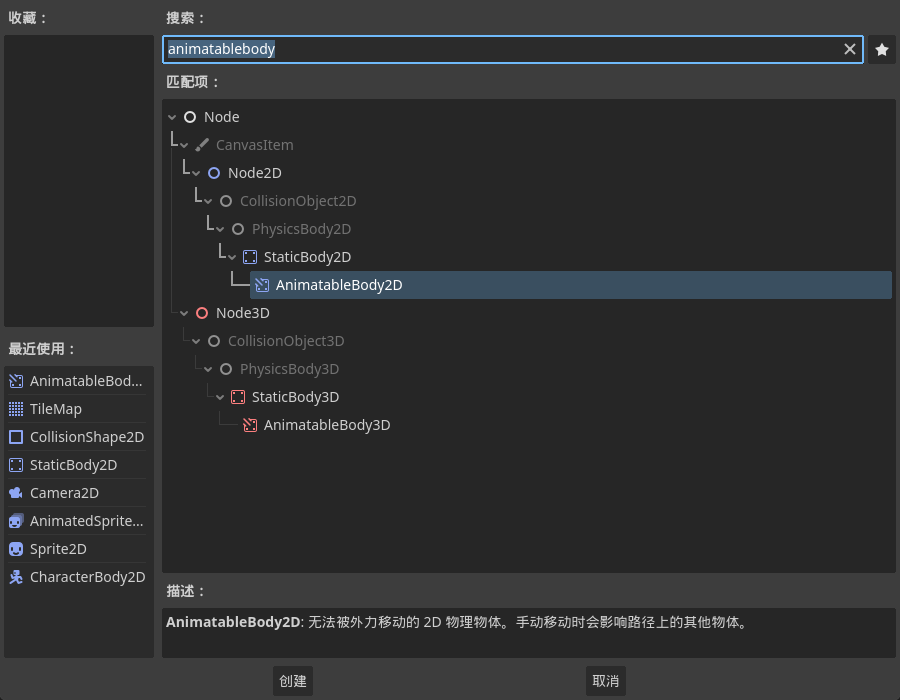 收藏：
最近使用：
AnimatableBod...
TileMap
CollisionShape2D
StaticBody2D
Camera2D
AnimatedSprite...
Sprite2D
CharacterBody2D
搜索：
animatablebody
匹配项：
Node
CanvasItem
Node2D
CollisionObject2D
PhysicsBody2D
StaticBody2D
AnimatableBody2D
Node3D
CollisionObject3D
PhysicsBody3D
StaticBody3D
AnimatableBody3D
描述：
AnimatableBody2D: 无法被外力移动的 2D 物理物体。手动移动时会影响路径上的其他物体。
创建
取消